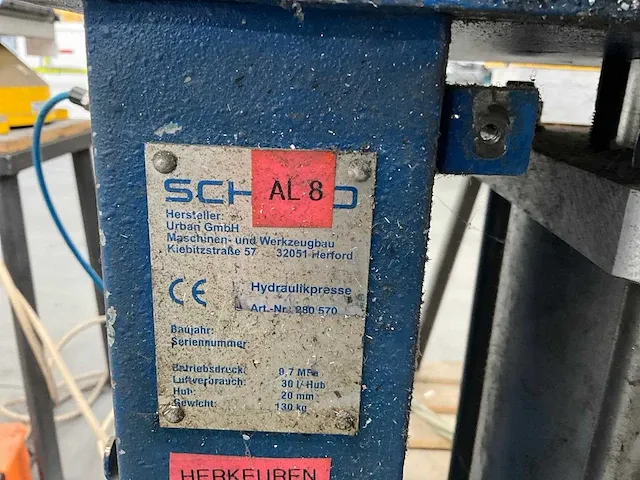 AL 8
Hersteller:
Urban GmbH
Maschinen- und Werkzeugbau
Kiebitzstraße 57 32051 Herford
CE Hydraulikpresse
Art.-Nr.: 280 570
Baujahr:
Seriennummer:
Betriebsdruck: 0,7 MPa
Luftverbrauch: 30 l/Hub
Hub: 20 mm
Gewicht: 130 kg
HERKEUREN